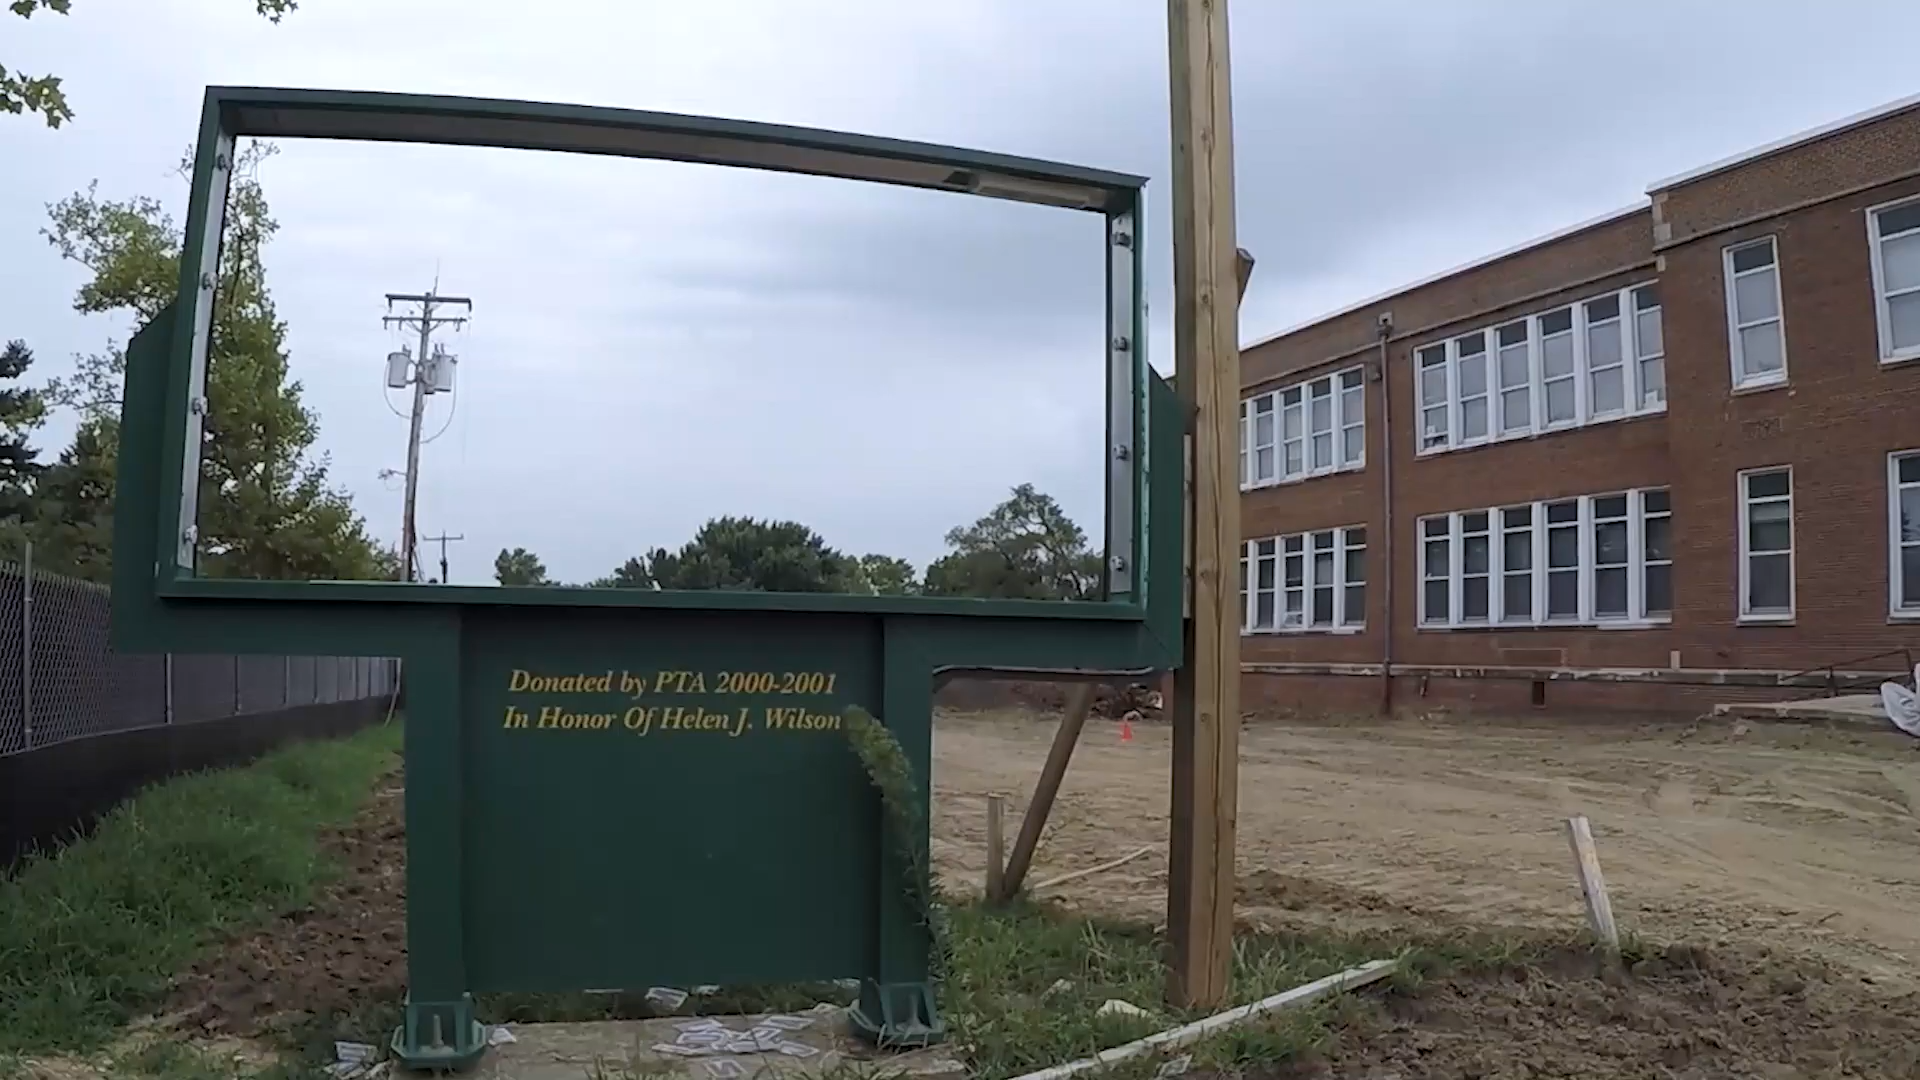 Donated by PTA 2000-2001
In Honor Of Helen J. Wilson